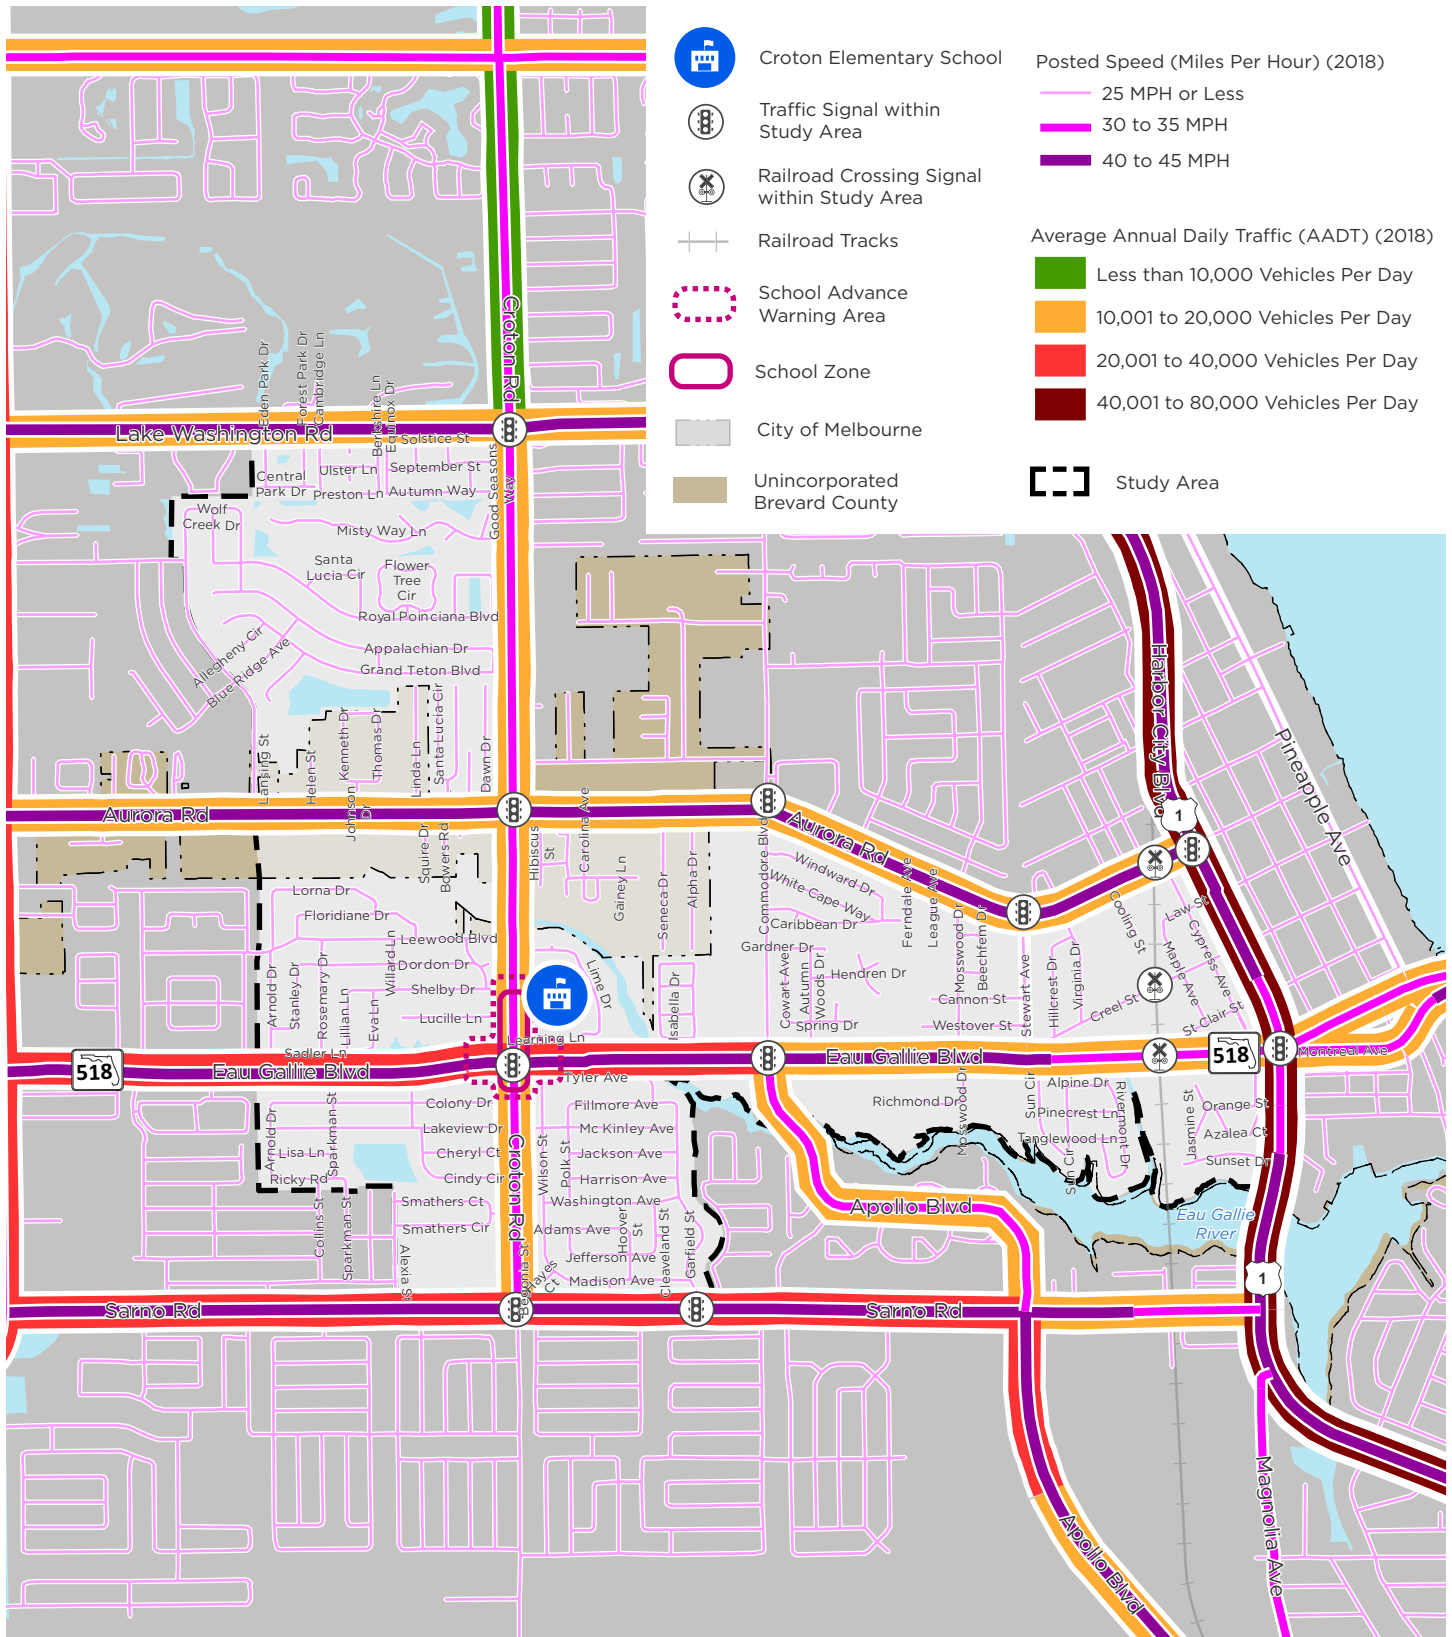 Croton Elementary School
Traffic Signal within
Study Area
Railroad Crossing Signal
within Study Area
Railroad Tracks
School Advance
Warning Area
School Zone
City of Melbourne
Unincorporated
Brevard County
Posted Speed (Miles Per Hour) (2018)
25 MPH or Less
30 to 35 MPH
40 to 45 MPH
Average Annual Daily Traffic (AADT) (2018)
Less than 10,000 Vehicles Per Day
10,001 to 20,000 Vehicles Per Day
20,001 to 40,000 Vehicles Per Day
40,001 to 80,000 Vehicles Per Day
Study Area
Croton Rd
Eden Park Dr
Forest Park Dr
Cambridge Ln
Berkshire Ln
Equinox Dr
Lake Washington Rd
Solstice St
Good Seasons
Way
Central
Park Dr
Ulster Ln
September St
Preston Ln
Autumn Way
Wolf
Creek Dr
Misty Way Ln
Santa
Lucia Cir
Flower
Tree
Cir
Royal Poinciana Blvd
Allegheny Cir
Blue Ridge Ave
Appalachian Dr
Grand Teton Blvd
Lansing St
Helen St
Kenneth Dr
Johnson
Dr
Thomas Dr
Linda Ln
Santa Lucia Cir
Dawn Dr
Harbor City Blvd
1
Pineapple Ave
Aurora Rd
Aurora Rd
Squire Dr
Bowers Rd
Hibiscus
St
Carolina Ave
Gainey Ln
Seneca Dr
Alpha Dr
Commodore Blvd
Windward Dr
White Cape Way
Caribbean Dr
Gardner Dr
Ferndale Ave
League Ave
Mosswood Dr
Beechfern Dr
Cooling St
Law St
Cypress Ave
Maple Ave
St Clair St
Creel St
Lorna Dr
Floridiane Dr
Leewood Blvd
Dordon Dr
Shelby Dr
Lucille Ln
Arnold Dr
Stanley Dr
Rosemary Dr
Lillian Ln
Eva Ln
Willard Ln
Sadler Ln
Lime Dr
Learning Ln
Isabella Dr
Cowart Ave
Autumn
Woods Dr
Hendren Dr
Spring Dr
Cannon St
Westover St
Stewart Ave
Hillcrest Dr
Virginia Dr
518
Eau Gallie Blvd
Eau Gallie Blvd
518
Montreal Ave
Tyler Ave
Colony Dr
Lakeview Dr
Cheryl Ct
Cindy Cir
Smathers Ct
Smathers Cir
Arnold Dr
Lisa Ln
Ricky Rd
Sparkman St
Collins St
Sparkman St
Alexia St
Croton Rd
Begonia St
Hayes
Ct
Wilson St
Polk St
Fillmore Ave
Mc Kinley Ave
Jackson Ave
Harrison Ave
Washington Ave
Adams Ave
Hoover
St
Jefferson Ave
Madison Ave
Cleaveland St
Garfield St
Richmond Dr
Mosswood Dr
Sun Cir
Alpine Dr
Pinecrest Ln
Tanglewood Ln
Sun Cir
Rivermont Dr
Jasmine St
Orange St
Azalea Ct
Sunset Dr
Eau Gallie
River
Apollo Blvd
1
Sarno Rd
Sarno Rd
Apollo Blvd
Magnolia Ave